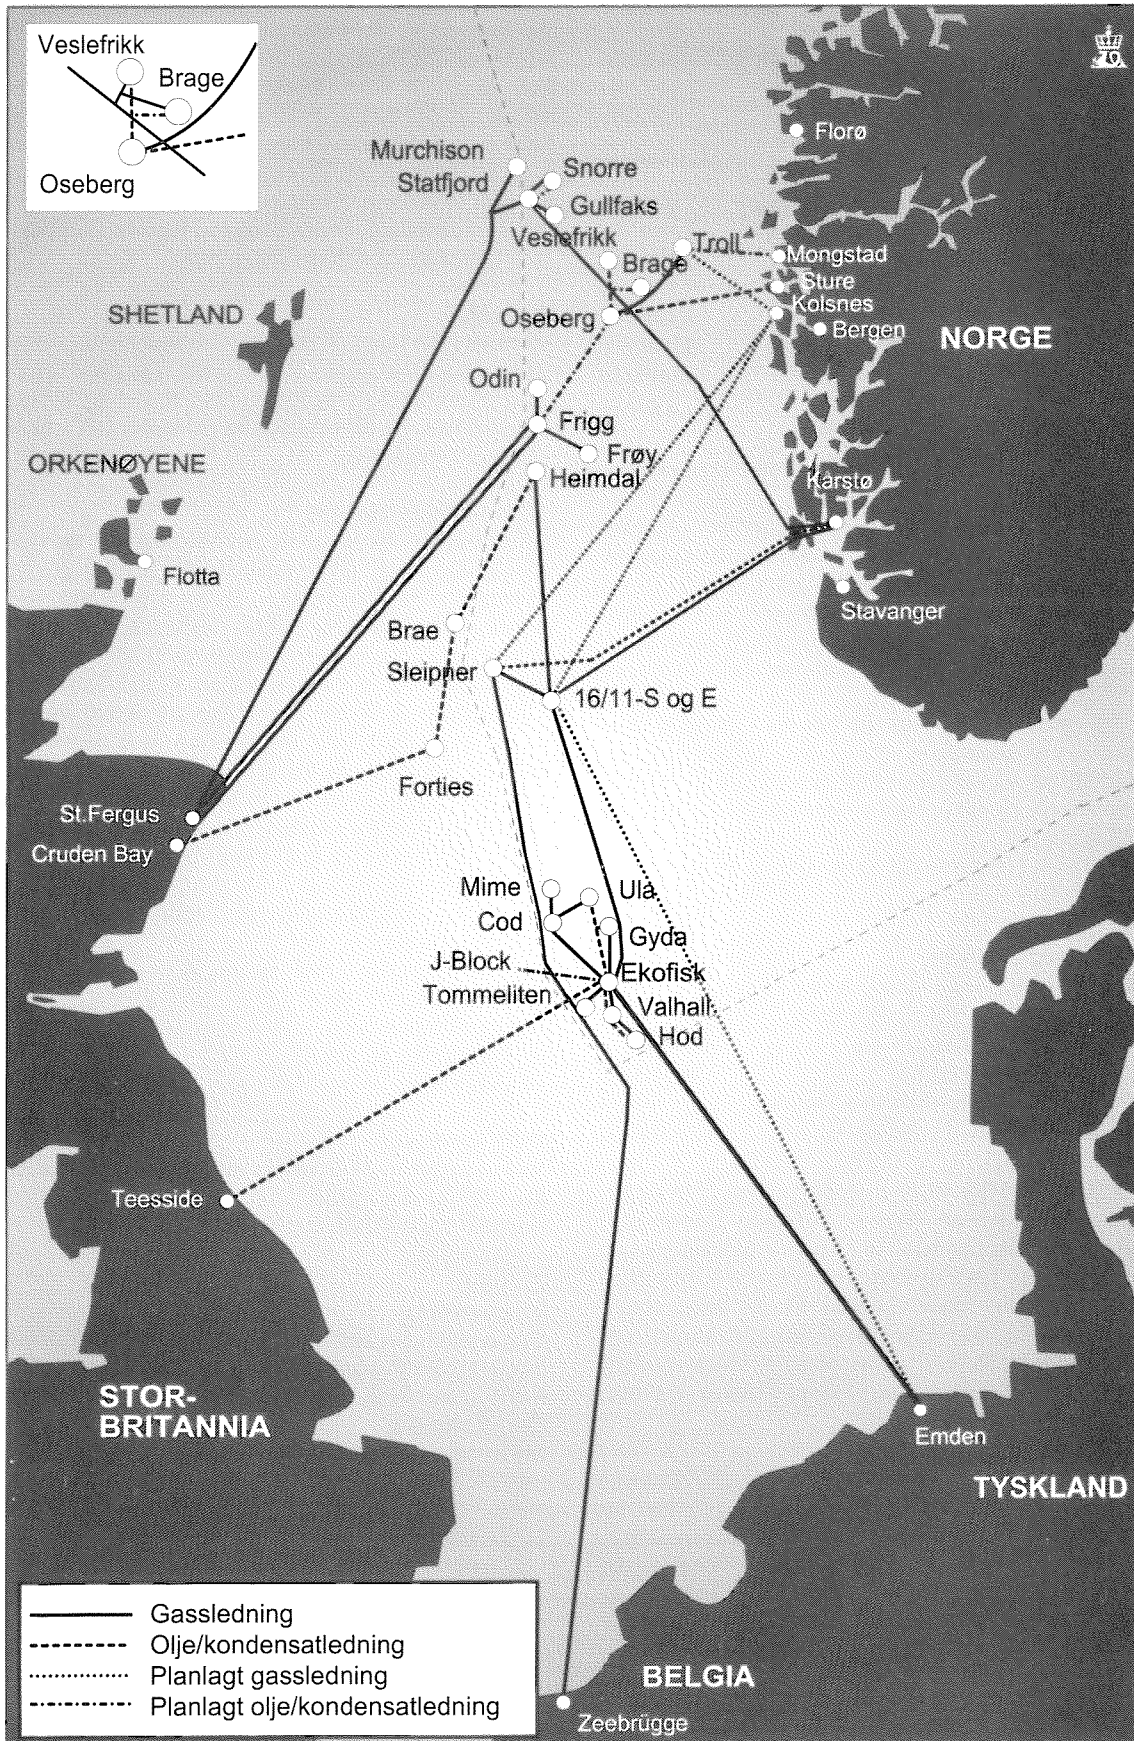 Veslefrikk
Brage
Oseberg
Florø
Murchison
Statfjord
Snorre
Gullfaks
Veslefrikk
Troll
Brage
Mongstad
Sture
Kolsnes
SHETLAND
Oseberg
Bergen
NORGE
Odin
Frigg
Frøy
ORKENØYENE
Heimdal
Kårstø
Flotta
Stavanger
Brae
Sleipner
16/11-S og E
Forties
St.Fergus
Cruden Bay
Mime
Ula
Cod
Gyda
J-Block
Ekofisk
Tommeliten
Valhall
Hod
Teesside
STOR-
BRITANNIA
Emden
TYSKLAND
Gassledning
Olje/kondensatledning
Planlagt gassledning
Planlagt olje/kondensatledning
BELGIA
Zeebrügge